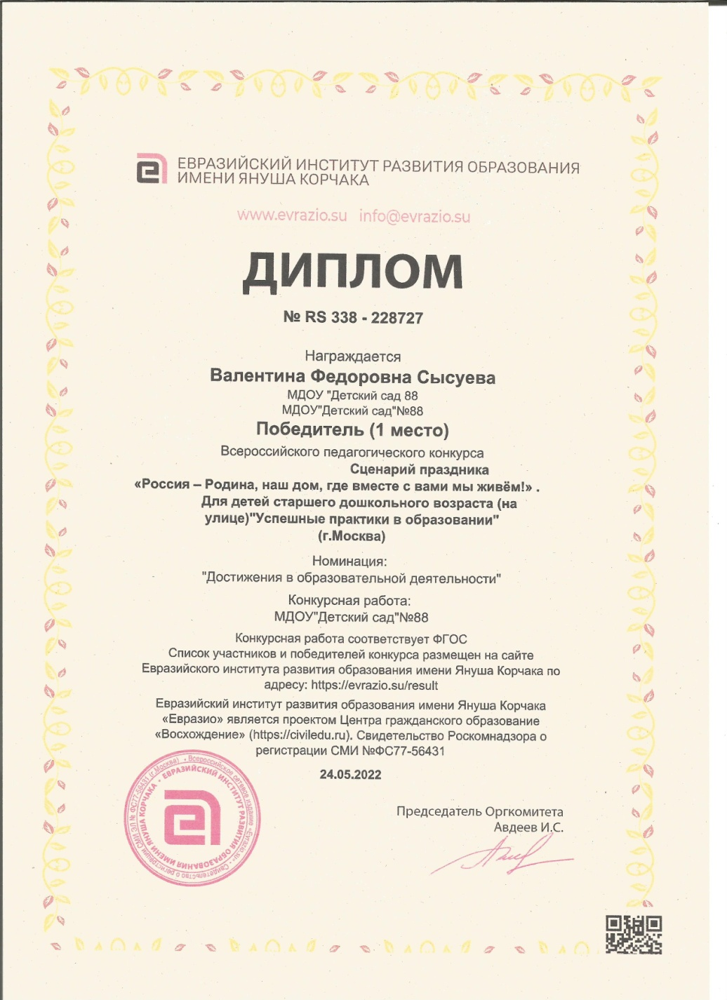 ЕВРАЗИЙСКИЙ ИНСТИТУТ РАЗВИТИЯ ОБРАЗОВАНИЯ
ИМЕНИ ЯНУША КОРЧАКА
www.evrazio.su info@evrazio.su
ДИПЛОМ
№ RS 338 - 228727
Награждается
Валентина Федоровна Сысуева
МДОУ "Детский сад 88
МДОУ"Детский сад"№88
Победитель (1 место)
Всероссийского педагогического конкурса
Сценарий праздника
«Россия – Родина, наш дом, где вместе с вами мы живём!» .
Для детей старшего дошкольного возраста (на
улице)"Успешные практики в образовании"
(г.Москва)
Номинация:
"Достижения в образовательной деятельности"
Конкурсная работа:
МДОУ"Детский сад"№88
Конкурсная работа соответствует ФГОС
Список участников и победителей конкурса размещен на сайте
Евразийского института развития образования имени Януша Корчака по
адресу: https://evrazio.su/result
Евразийский институт развития образования имени Януша Корчака
«Евразио» является проектом Центра гражданского образование
«Восхождение» (https://civiledu.ru). Свидетельство Роскомнадзора о
регистрации СМИ №ФС77-56431
24.05.2022
Председатель Оргкомитета
Авдеев И.С.
• Всероссийское сетевое издание «Evrazio.su» • Свидетельство о регистрации СМИ ЭЛ № ФС77-56431 (г.Москва)
• ЕВРАЗИЙСКИЙ ИНСТИТУТ РАЗВИТИЯ ОБРАЗОВАНИЯ ИМЕНИ ЯНУША КОРЧАКА